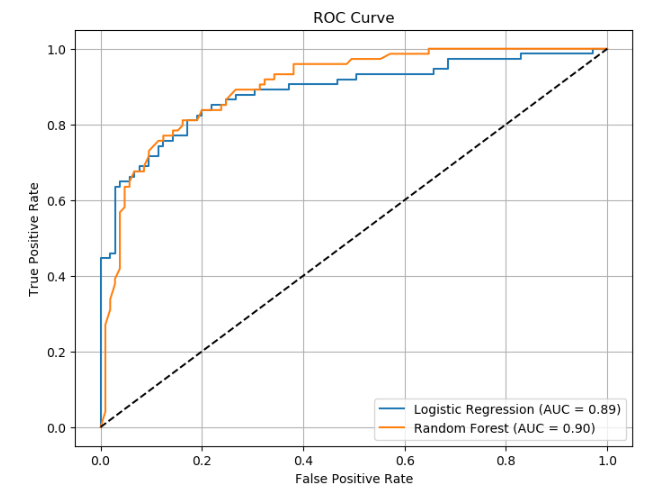 ROC Curve
True Positive Rate
1.0
0.8
0.6
0.4
0.2
0.0
0.0 0.2 0.4 0.6 0.8 1.0
False Positive Rate
Logistic Regression (AUC = 0.89)
Random Forest (AUC = 0.90)